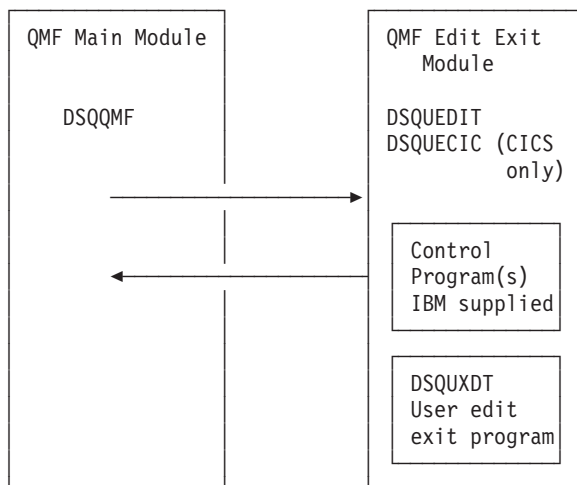 QMF Main Module
DSQQMF
QMF Edit Exit
Module
DSQUEDIT
DSQUECIC (CICS
only)
Control
Program(s)
IBM supplied
DSQUXDT
User edit
exit program